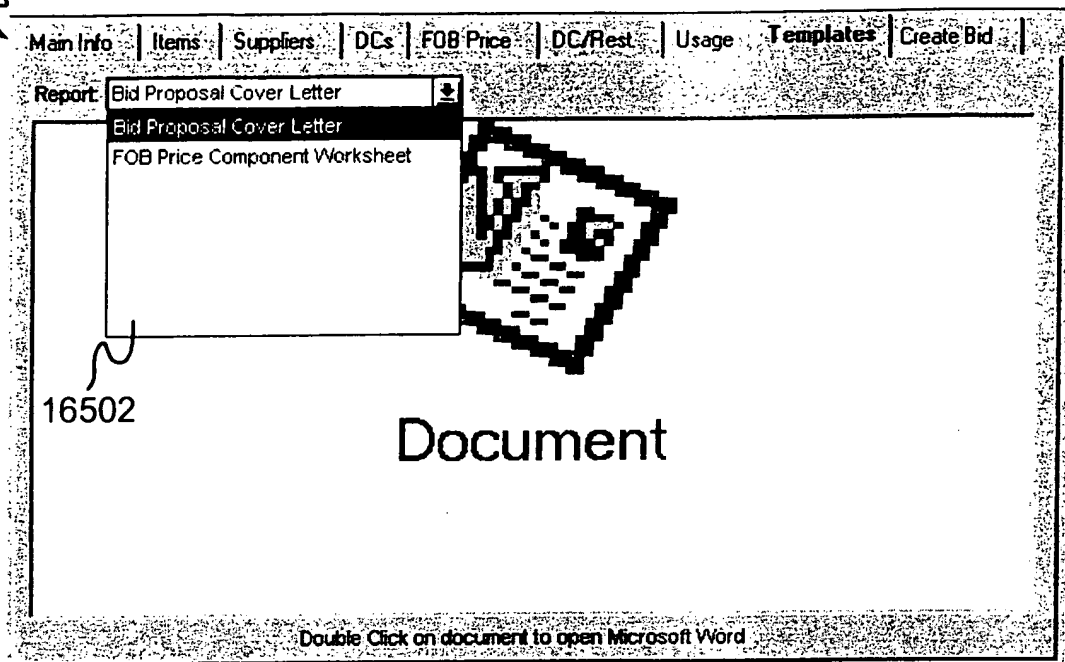 Main Info Items Suppliers DCs FOB Price DC/Rest. Usage Templates Create Bid
Report: Bid Proposal Cover Letter
Bid Proposal Cover Letter
FOB Price Component Worksheet
16502
Document
Double Click on document to open Microsoft Word